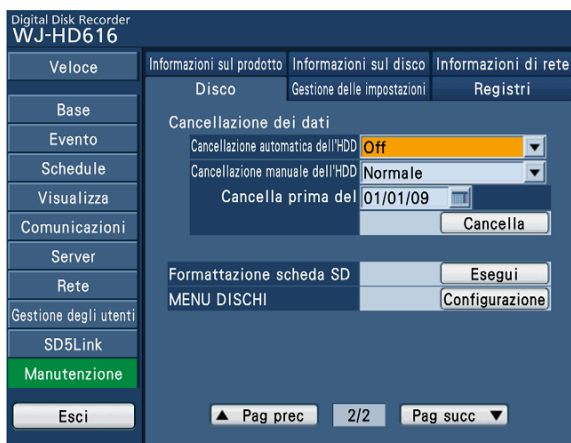 Digital Disk Recorder
WJ-HD616
Veloce
Base
Evento
Schedule
Visualizza
Comunicazioni
Server
Rete
Gestione degli utenti
SD5Link
Manutenzione
Esci
Informazioni sul prodotto Informazioni sul disco Informazioni di rete
Disco Gestione delle impostazioni Registri
Cancellazione dei dati
Cancellazione automatica dell'HDD Off
Cancellazione manuale dell'HDD Normale
Cancella prima del 01/01/09
Cancella
Formattazione scheda SD Esegui
MENU DISCHI Configurazione
▲ Pag prec 2/2 Pag succ ▼